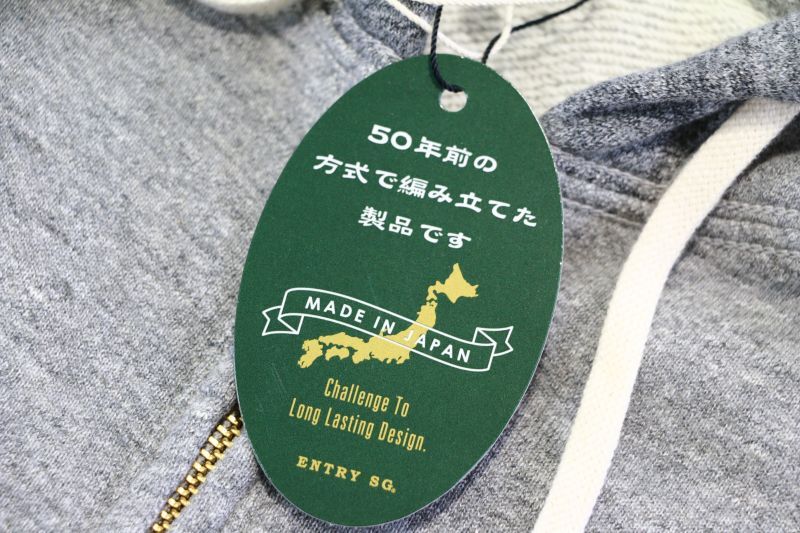 50年前の
方式で編み立てた
製品です
MADE IN JAPAN
Challenge To
Long Lasting Design.
ENTRY SG.